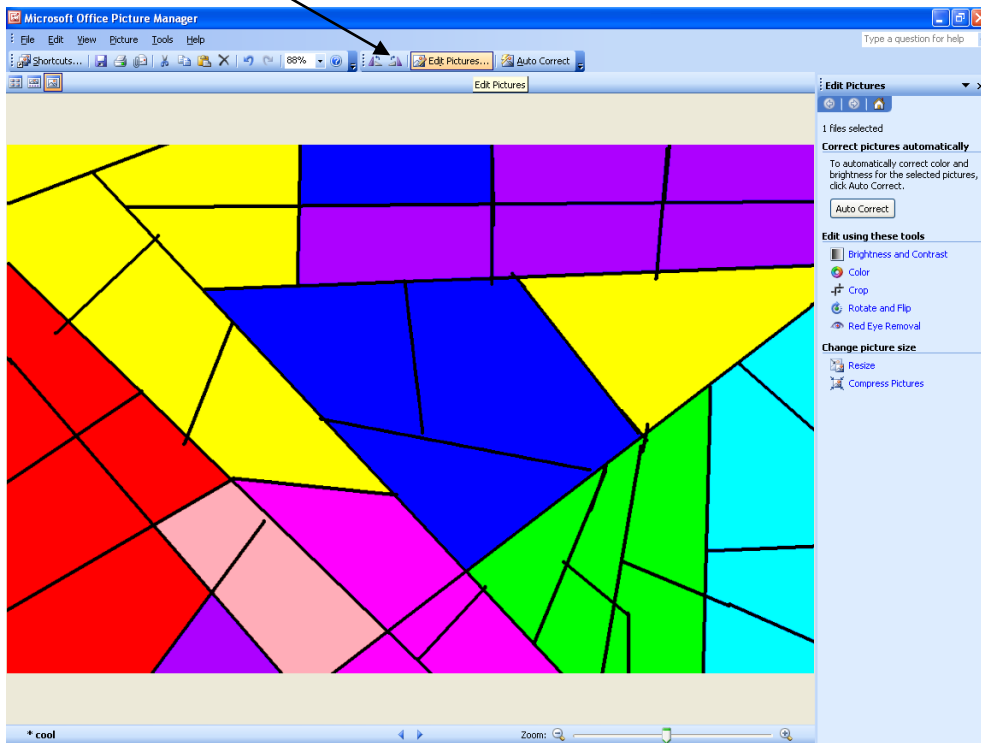 Microsoft Office Picture Manager
File Edit View Picture Tools Help
Type a question for help
Shortcuts... 88% Edit Pictures... Auto Correct
Edit Pictures
Edit Pictures
1 files selected
Correct pictures automatically
To automatically correct color and
brightness for the selected pictures,
click Auto Correct.
Auto Correct
Edit using these tools
Brightness and Contrast
Color
Crop
Rotate and Flip
Red Eye Removal
Change picture size
Resize
Compress Pictures
* cool
Zoom: